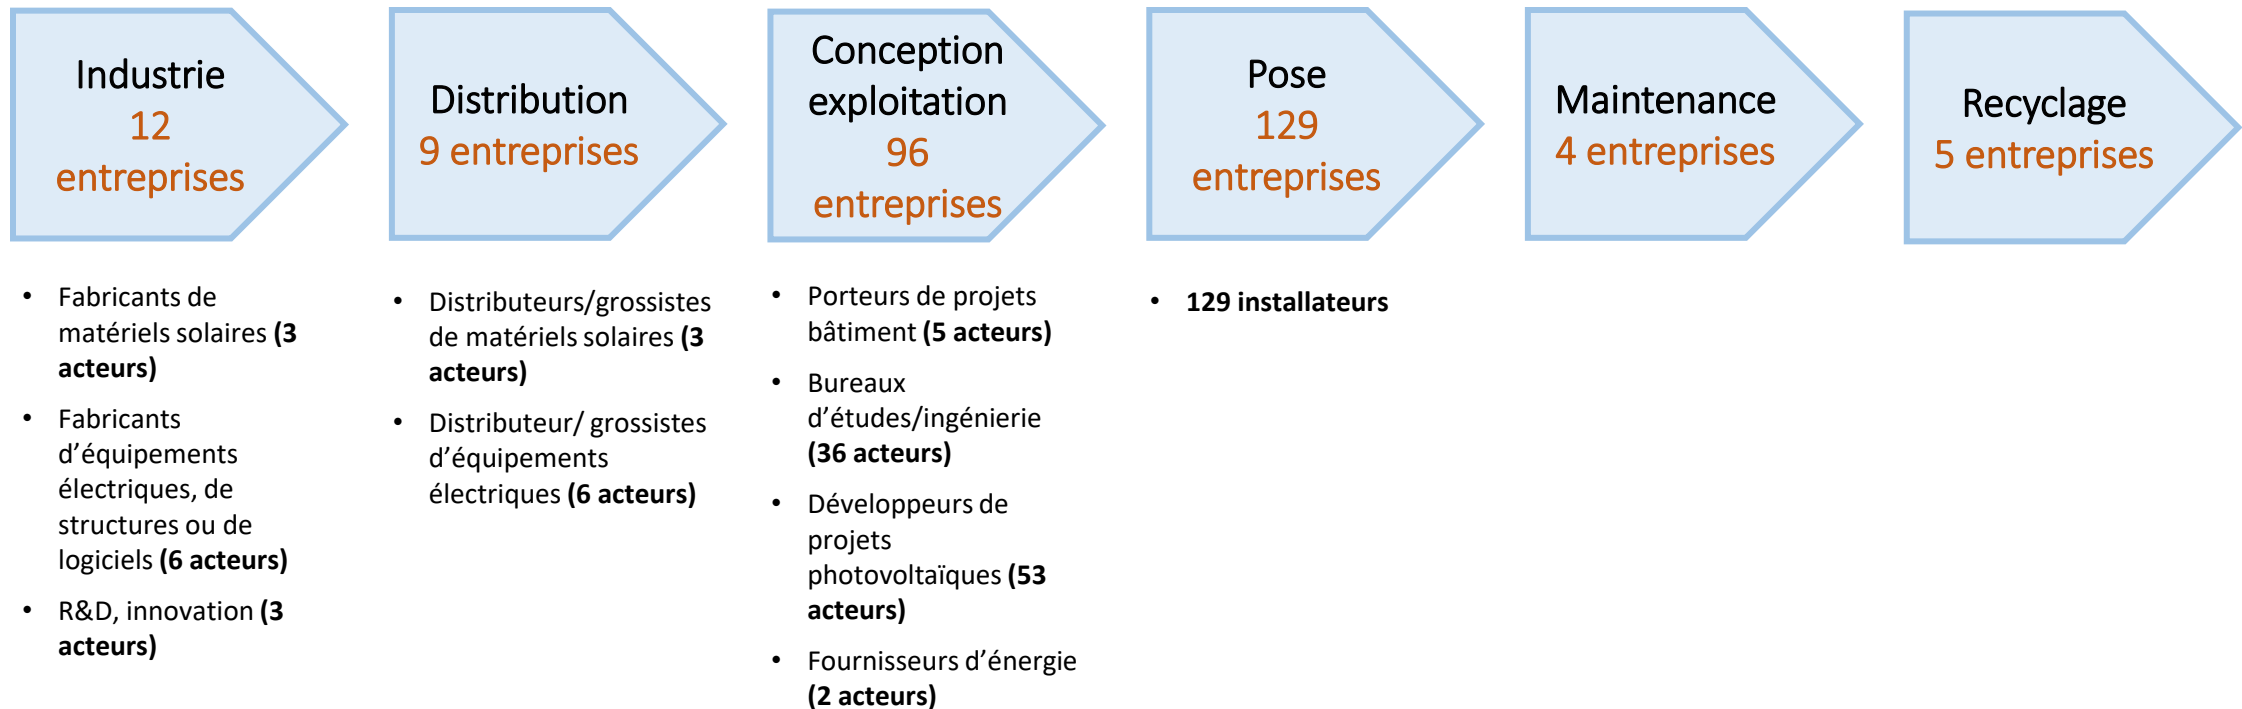 Industrie
12
entreprises
Distribution
9 entreprises
Conception
exploitation
96
entreprises
Pose
129
entreprises
Maintenance
4 entreprises
Recyclage
5 entreprises
• Fabricants de
matériels solaires (3
acteurs)
• Fabricants
d’équipements
électriques, de
structures ou de
logiciels (6 acteurs)
• R&D, innovation (3
acteurs)
• Distributeurs/grossistes
de matériels solaires (3
acteurs)
• Distributeur/ grossistes
d’équipements
électriques (6 acteurs)
• Porteurs de projets
bâtiment (5 acteurs)
• Bureaux
d’études/ingénierie
(36 acteurs)
• Développeurs de
projets
photovoltaïques (53
acteurs)
• Fournisseurs d’énergie
(2 acteurs)
• 129 installateurs